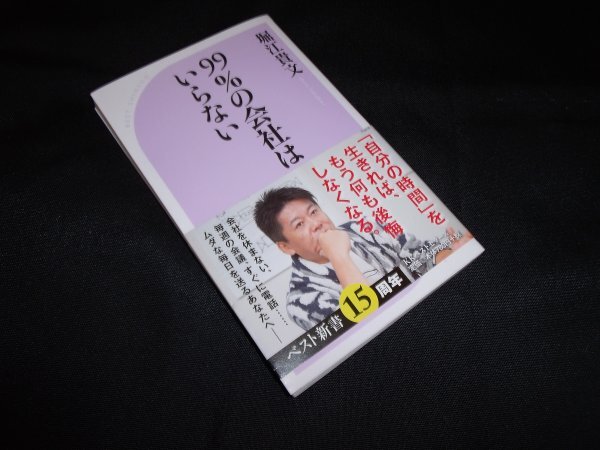 堀江貴文
99%の会社は
いらない
「自分の時間」を
生きれば、
もう何も後悔
しなくなる。
会社を休まない、
毎週の会議、すぐに電話……
ムダな毎日を送るあなたへ──
ベスト新書
15
周年